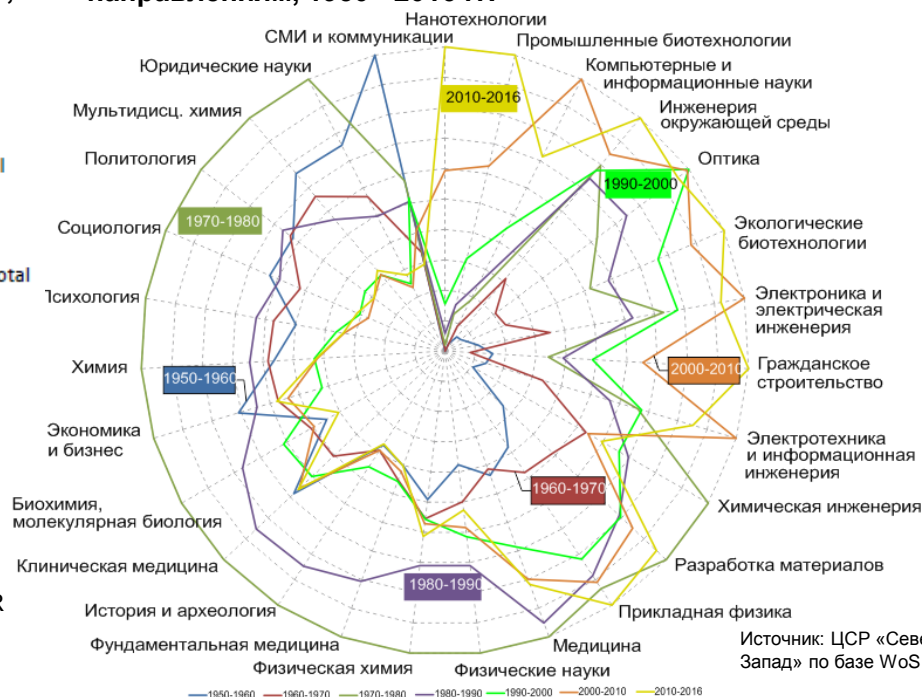 Нанотехнологии
СМИ и коммуникации
Промышленные биотехнологии
Юридические науки
Компьютерные и
информационные науки
2010-2016
Мультидисц. химия
Инженерия
окружающей среды
Политология
Оптика
1990-2000
1970-1980
Социология
Экологические
биотехнологии
otal
Психология
Электроника и
электрическая
инженерия
Химия
1950-1960
2000-2010
Гражданское
строительство
Экономика
и бизнес
Электротехника
и информационная
инженерия
1960-1970
Биохимия,
молекулярная биология
Химическая инженерия
Клиническая медицина
Разработка материалов
1980-1990
R
История и археология
Прикладная физика
Фундаментальная медицина
Медицина
Источник: ЦСР «Севе
Запад» по базе WoS
Физическая химия
Физические науки
1950-1960 1960-1970 1970-1980 1980-1990 1990-2000 2000-2010 2010-2016